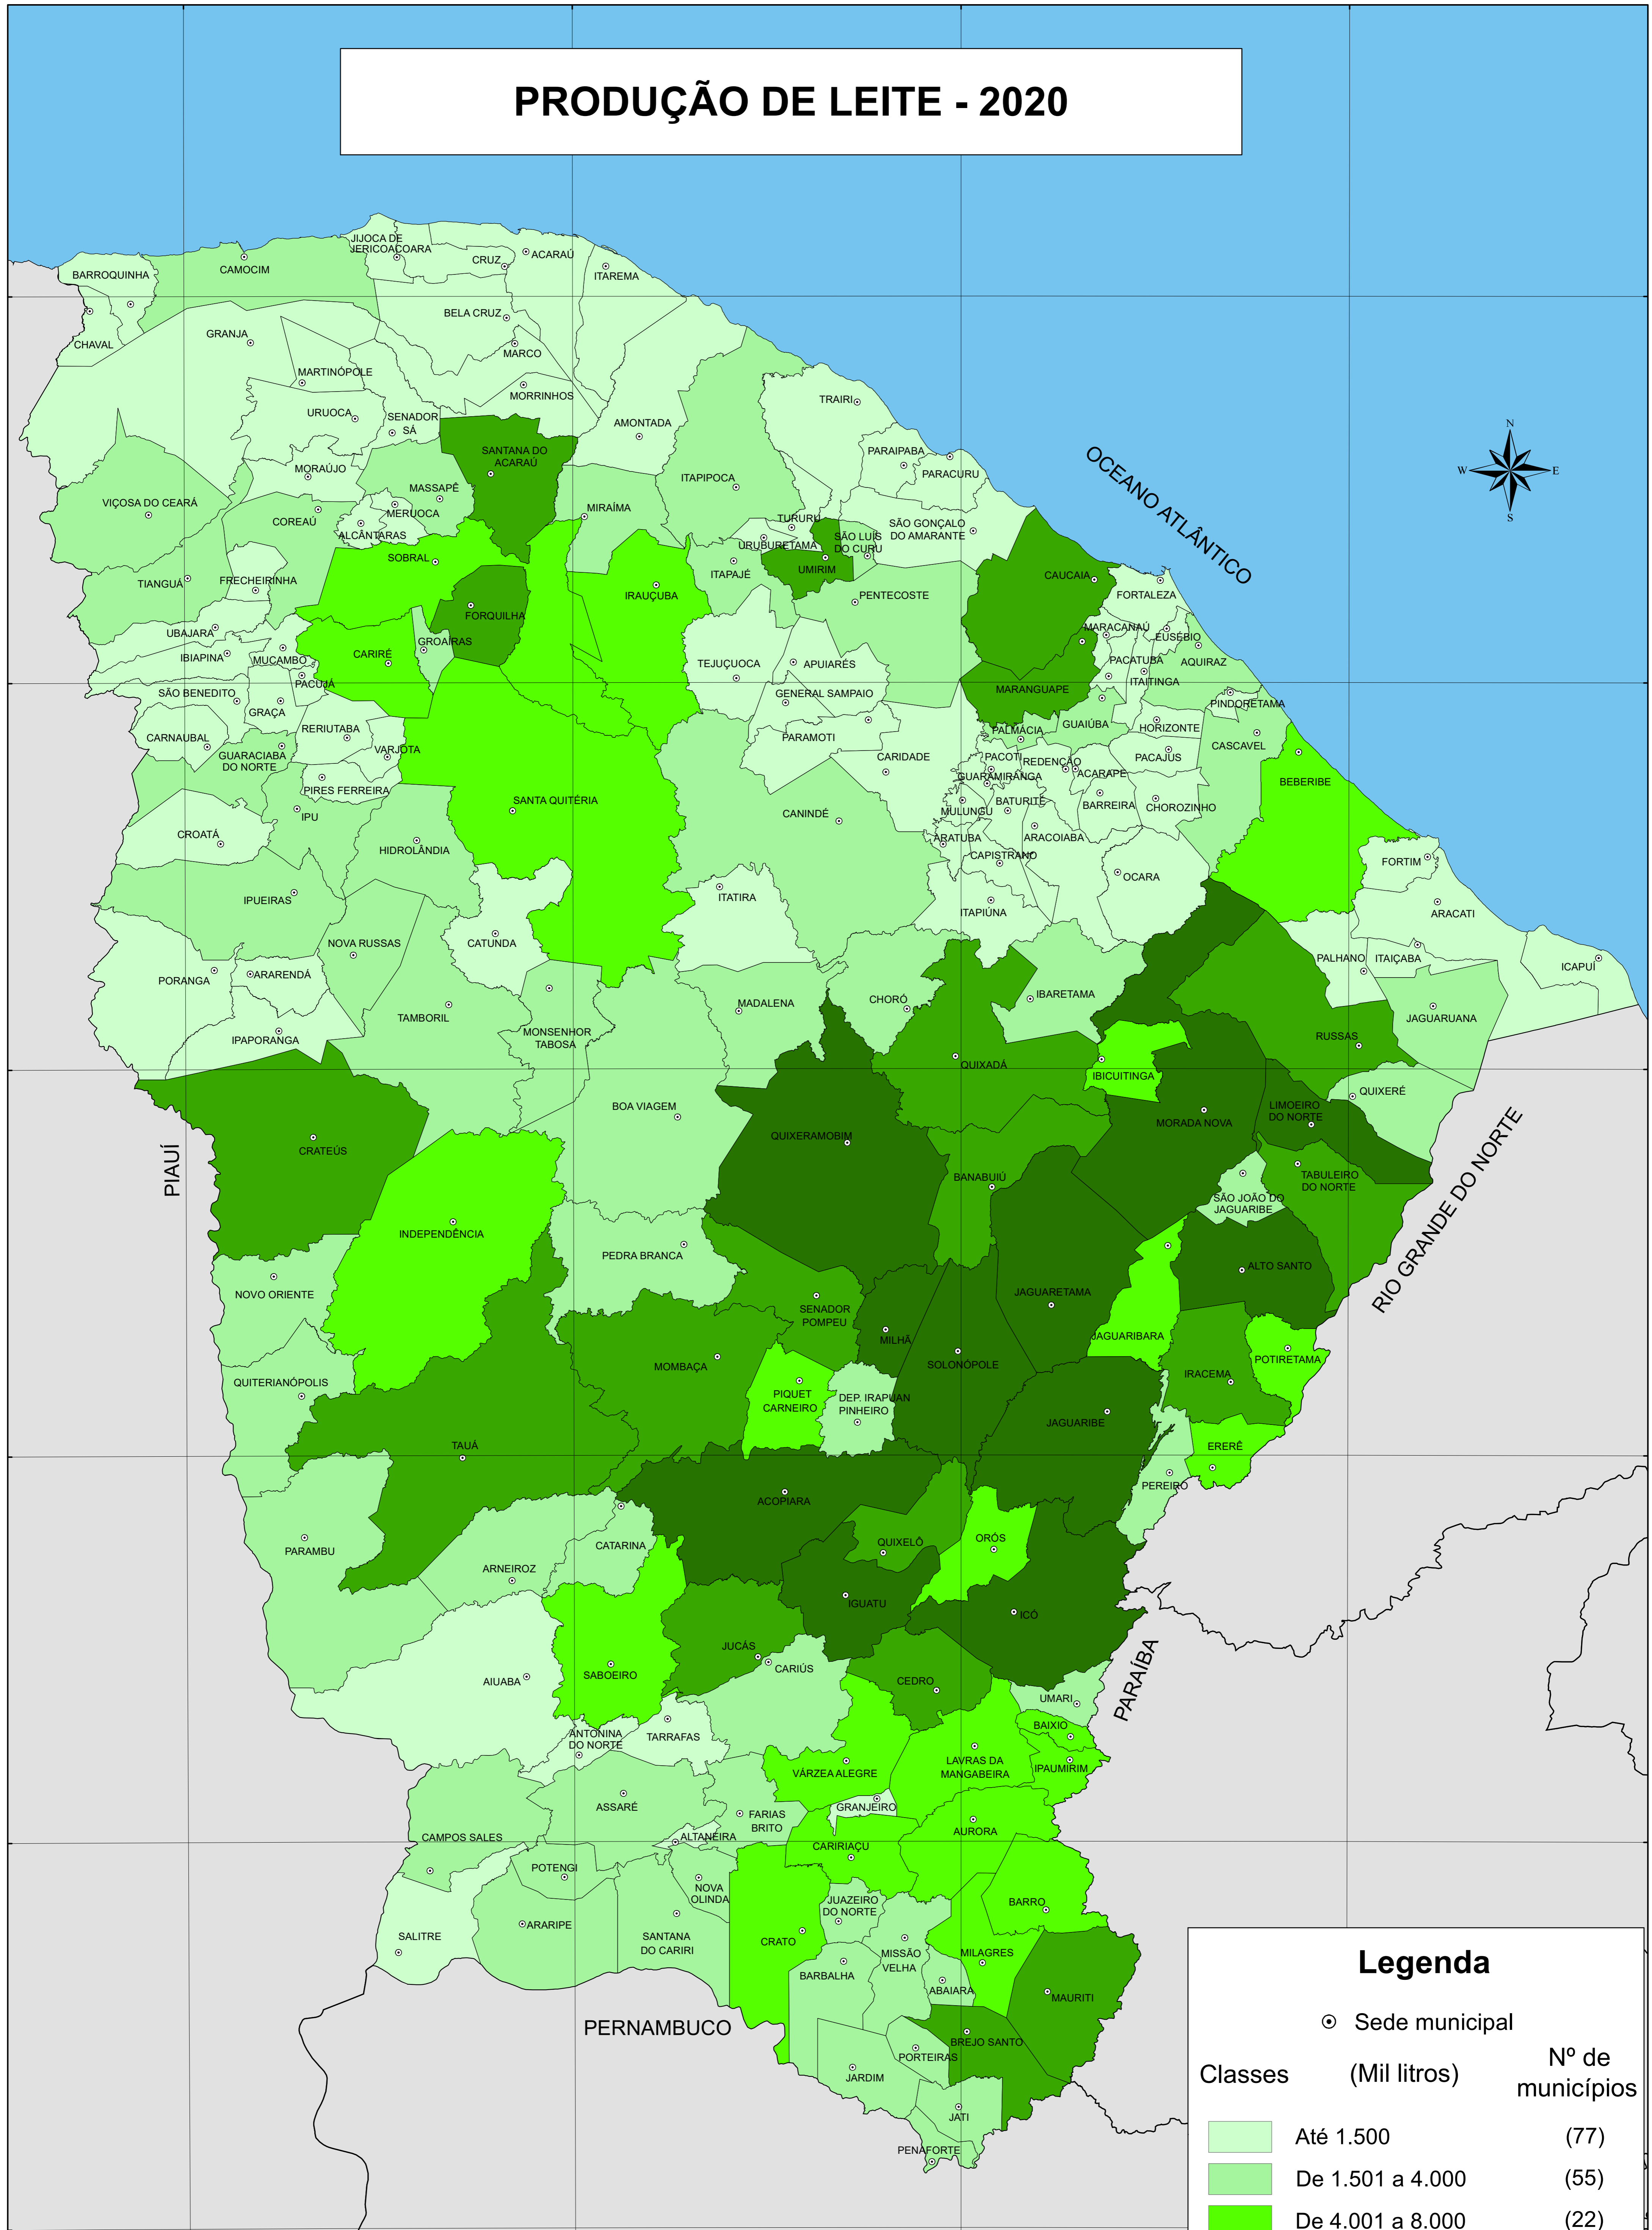 PRODUÇÃO DE LEITE - 2020
JIJOCA DE
JERICOACOARA
CRUZ
ACARAÚ
ITAREMA
CAMOCIM
BARROQUINHA
CHAVAL
GRANJA
BELA CRUZ
MARCO
MARTINÓPOLE
MORRINHOS
URUOCA
SENADOR
SÁ
AMONTADA
TRAIRI
PARAIPABA
PARACURU
SANTANA DO
ACARAÚ
MORAÚJO
MASSAPÊ
ITAPIPOCA
VIÇOSA DO CEARÁ
COREAÚ
MERUOCA
MIRAÍMA
ALCÂNTARAS
TURURU
URUBURETAMA
SÃO LUÍS
DO CURU
SÃO GONÇALO
DO AMARANTE
OCEANO ATLÂNTICO
N
W
E
S
SOBRAL
TIANGUÁ
FRECHEIRINHA
IRAUÇUBA
ITAPAJÉ
UMIRIM
PENTECOSTE
CAUCAIA
FORTALEZA
FORQUILHA
UBAJARA
IBIAPINA
MUCAMBO
PACUJÁ
CARIRÉ
GROAÍRAS
TEJUÇUOCA
APUIARÉS
GENERAL SAMPAIO
MARACANAÚ
EUSÉBIO
PACATUBA
AQUIRAZ
ITAITINGA
MARANGUAPE
PINDORETAMA
SÃO BENEDITO
GRAÇA
RERIUTABA
CARNAUBAL
GUARACIABA
DO NORTE
VARJOTA
PIRES FERREIRA
PARAMOTI
CARIDADE
PALMÁCIA
GUAIÚBA
HORIZONTE
CASCAVEL
PACOTI
REDENÇÃO
PACAJUS
GUARAMIRANGA
ACARAPE
BEBERIBE
SANTA QUITÉRIA
IPU
CROATÁ
HIDROLÂNDIA
CANINDÉ
MULUNGU
BATURITÉ
BARREIRA
CHOROZINHO
ARATUBA
ARACOIABA
CAPISTRANO
OCARA
FORTIM
IPUEIRAS
ITATIRA
ITAPIÚNA
ARACATI
NOVA RUSSAS
CATUNDA
PORANGA
ARARENDÁ
PALHANO
ITAIÇABA
ICAPUÍ
TAMBORIL
MADALENA
CHORÓ
IBARETAMA
JAGUARUANA
IPAPORANGA
MONSENHOR
TABOSA
QUIXADÁ
IBICUITINGA
RUSSAS
QUIXERÉ
BOA VIAGEM
QUIXERAMOBIM
MORADA NOVA
LIMOEIRO
DO NORTE
PIAUÍ
CRATEÚS
BANABUIÚ
TABULEIRO
DO NORTE
SÃO JOÃO DO
JAGUARIBE
RIO GRANDE DO NORTE
INDEPENDÊNCIA
PEDRA BRANCA
ALTO SANTO
NOVO ORIENTE
SENADOR
POMPEU
JAGUARETAMA
MILHÃ
JAGUARIBARA
SOLONÓPOLE
POTIRETAMA
IRACEMA
QUITERIANÓPOLIS
MOMBAÇA
PIQUET
CARNEIRO
DEP. IRAPUAN
PINHEIRO
JAGUARIBE
TAUÁ
ERERÊ
PEREIRO
ACOPIARA
PARAMBU
CATARINA
ARNEIROZ
QUIXELÔ
ORÓS
IGUATU
ICÓ
JUCÁS
CARIÚS
AIUABA
SABOEIRO
CEDRO
UMARI
PARAÍBA
ANTONINA
DO NORTE
TARRAFAS
BAIXIO
LAVRAS DA
MANGABEIRA
IPAUMIRIM
VÁRZEA ALEGRE
ASSARÉ
GRANJEIRO
FARIAS
BRITO
AURORA
CAMPOS SALES
ALTANEIRA
CARIRIAÇU
POTENGI
NOVA
OLINDA
JUAZEIRO
DO NORTE
BARRO
SALITRE
ARARIPE
SANTANA
DO CARIRI
CRATO
MISSÃO
VELHA
MILAGRES
BARBALHA
ABAIARA
MAURITI
PERNAMBUCO
BREJO SANTO
PORTEIRAS
JARDIM
JATI
PENAFORTE
Legenda
Sede municipal
Classes (Mil litros) Nº de
municípios
Até 1.500 (77)
De 1.501 a 4.000 (55)
De 4.001 a 8.000 (22)